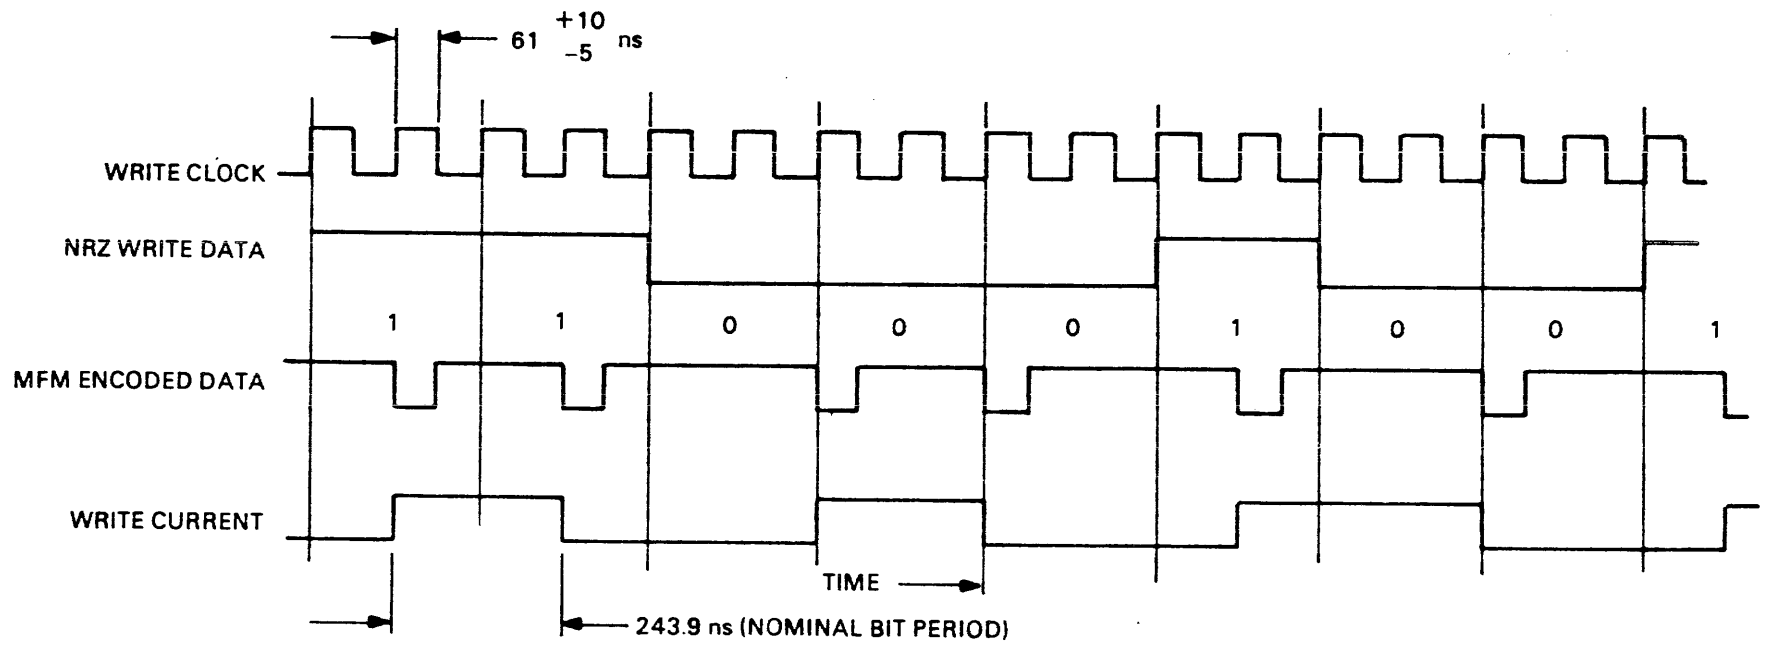 61 +10 -5 ns
WRITE CLOCK
NRZ WRITE DATA
1 1 0 0 0 1 0 0 1
MFM ENCODED DATA
WRITE CURRENT
TIME
243.9 ns (NOMINAL BIT PERIOD)